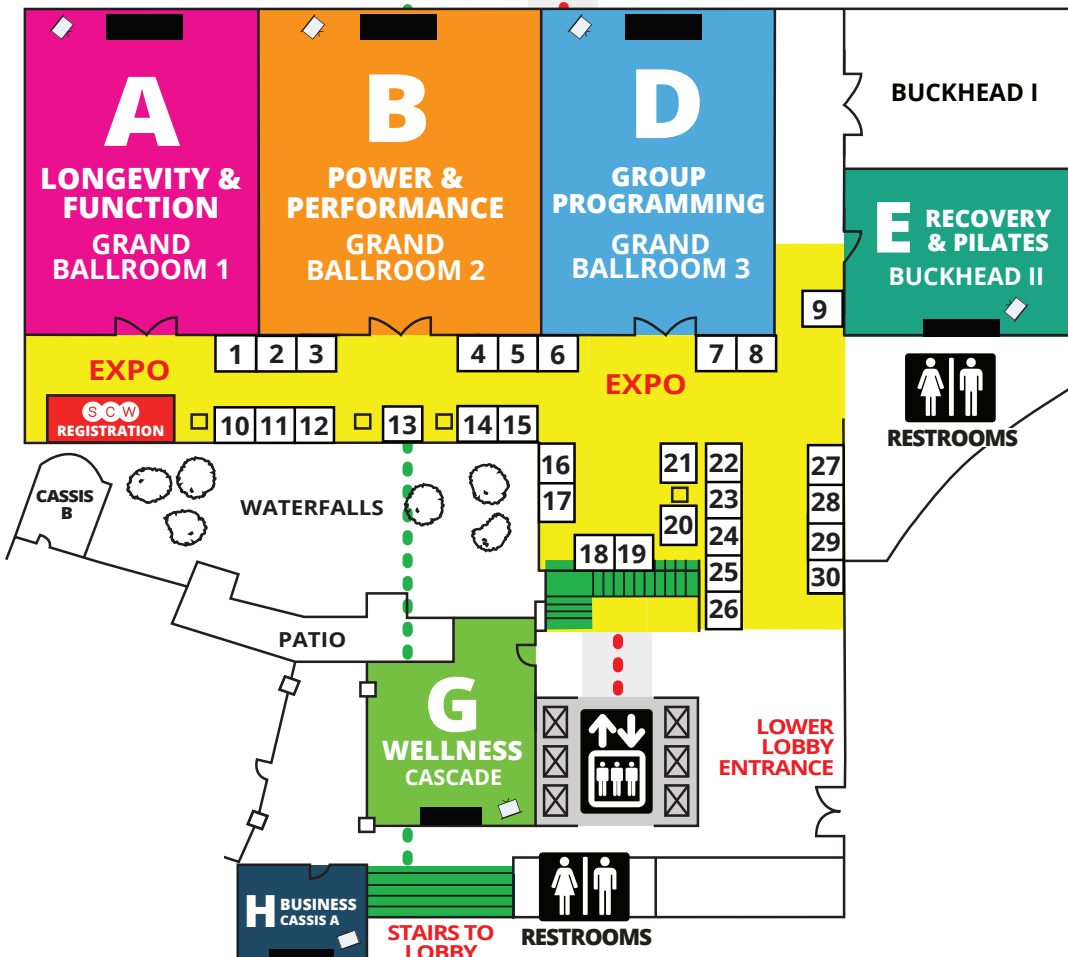 A
LONGEVITY &
FUNCTION
GRAND
BALLROOM 1
B
POWER &
PERFORMANCE
GRAND
BALLROOM 2
D
GROUP
PROGRAMMING
GRAND
BALLROOM 3
BUCKHEAD I
E
RECOVERY
& PILATES
BUCKHEAD II
9
EXPO
1 2 3
4 5 6
EXPO
7 8
RESTROOMS
SCW
REGISTRATION
10 11 12
13
14 15
CASSIS
B
WATERFALLS
16
17
18 19
21
20
22
23
24
25
26
27
28
29
30
PATIO
G
WELLNESS
CASCADE
LOWER
LOBBY
ENTRANCE
H
BUSINESS
CASSIS A
STAIRS TO
LOBBY
RESTROOMS